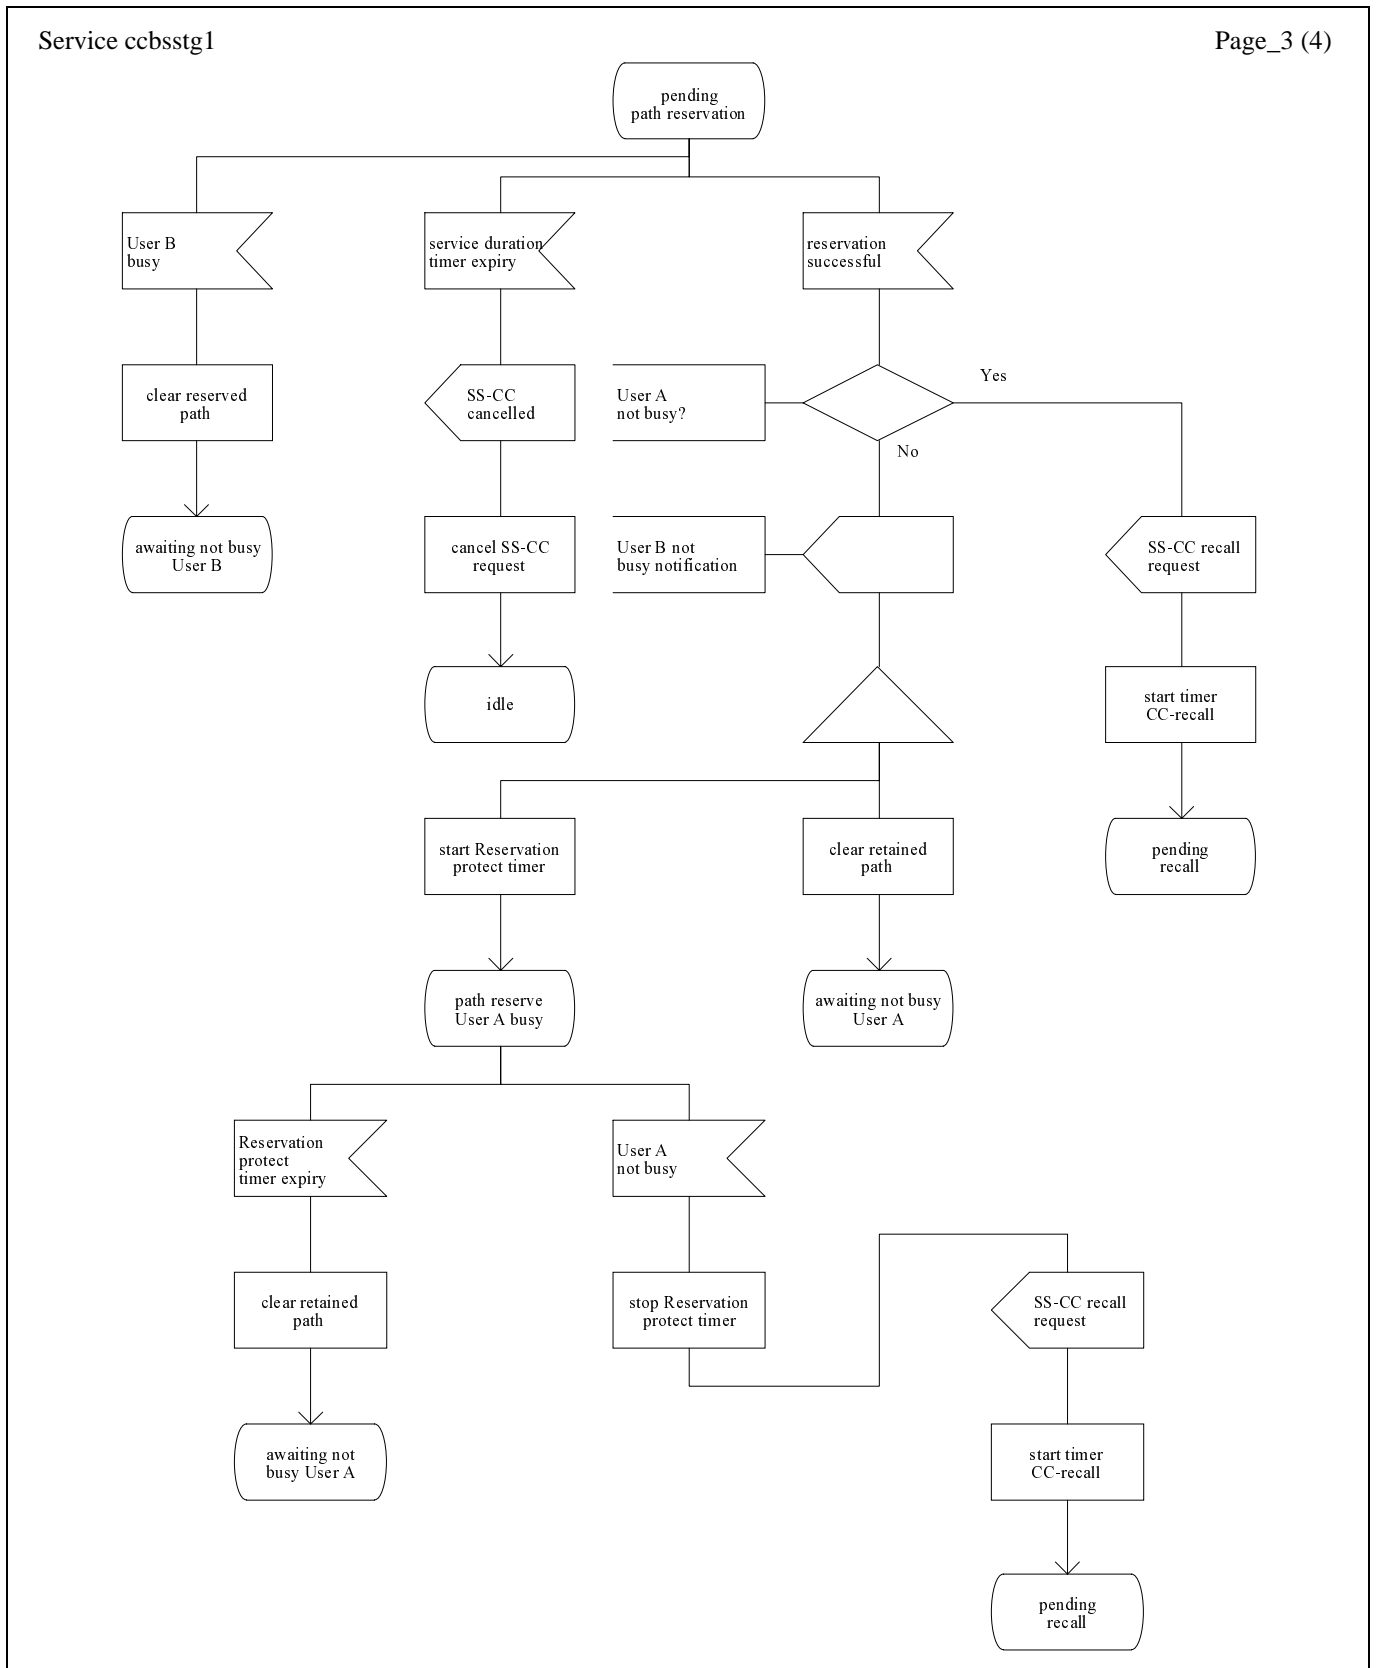 Service ccbsstg1
Page_3 (4)
pending
path reservation
User B
busy
service duration
timer expiry
reservation
successful
clear reserved
path
SS-CC
cancelled
User A
not busy?
Yes
No
awaiting not busy
User B
cancel SS-CC
request
User B not
busy notification
SS-CC recall
request
idle
start timer
CC-recall
start Reservation
protect timer
clear retained
path
pending
recall
path reserve
User A busy
awaiting not busy
User A
Reservation
protect
timer expiry
User A
not busy
clear retained
path
stop Reservation
protect timer
SS-CC recall
request
awaiting not
busy User A
start timer
CC-recall
pending
recall